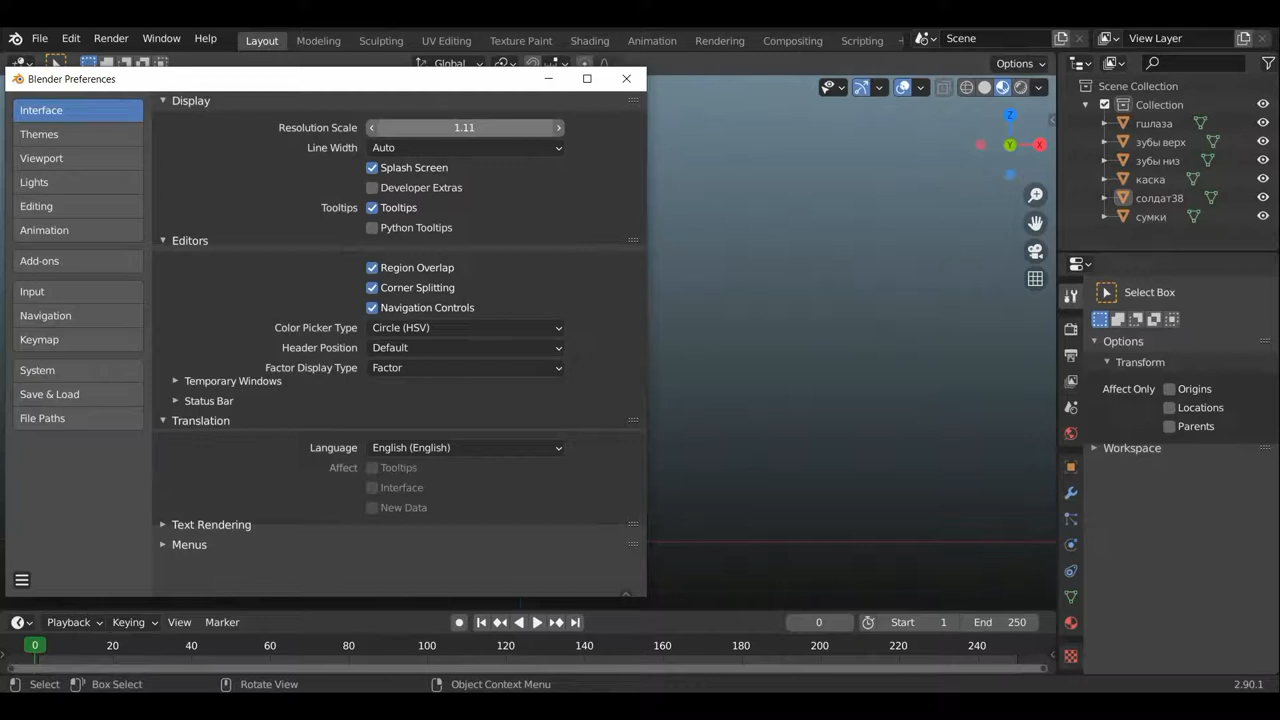 File Edit Render Window Help Layout Modeling Sculpting UV Editing Texture Paint Shading Animation Rendering Compositing Scripting Scene View Layer
Global Options
Blender Preferences
Interface
Themes
Viewport
Lights
Editing
Animation
Add-ons
Input
Navigation
Keymap
System
Save & Load
File Paths
Display
Resolution Scale 1.11
Line Width Auto
Splash Screen
Developer Extras
Tooltips Tooltips
Python Tooltips
Editors
Region Overlap
Corner Splitting
Navigation Controls
Color Picker Type Circle (HSV)
Header Position Default
Factor Display Type Factor
Temporary Windows
Status Bar
Translation
Language English (English)
Affect Tooltips
Interface
New Data
Text Rendering
Menus
Z
Y X
Scene Collection
Collection
гшлаза
зубы верх
зубы низ
каска
солдат38
сумки
Select Box
Options
Transform
Affect Only Origins
Locations
Parents
Workspace
Playback Keying View Marker 0 Start 1 End 250
0 20 40 60 80 100 120 140 160 180 200 220 240
Select Box Select Rotate View Object Context Menu 2.90.1